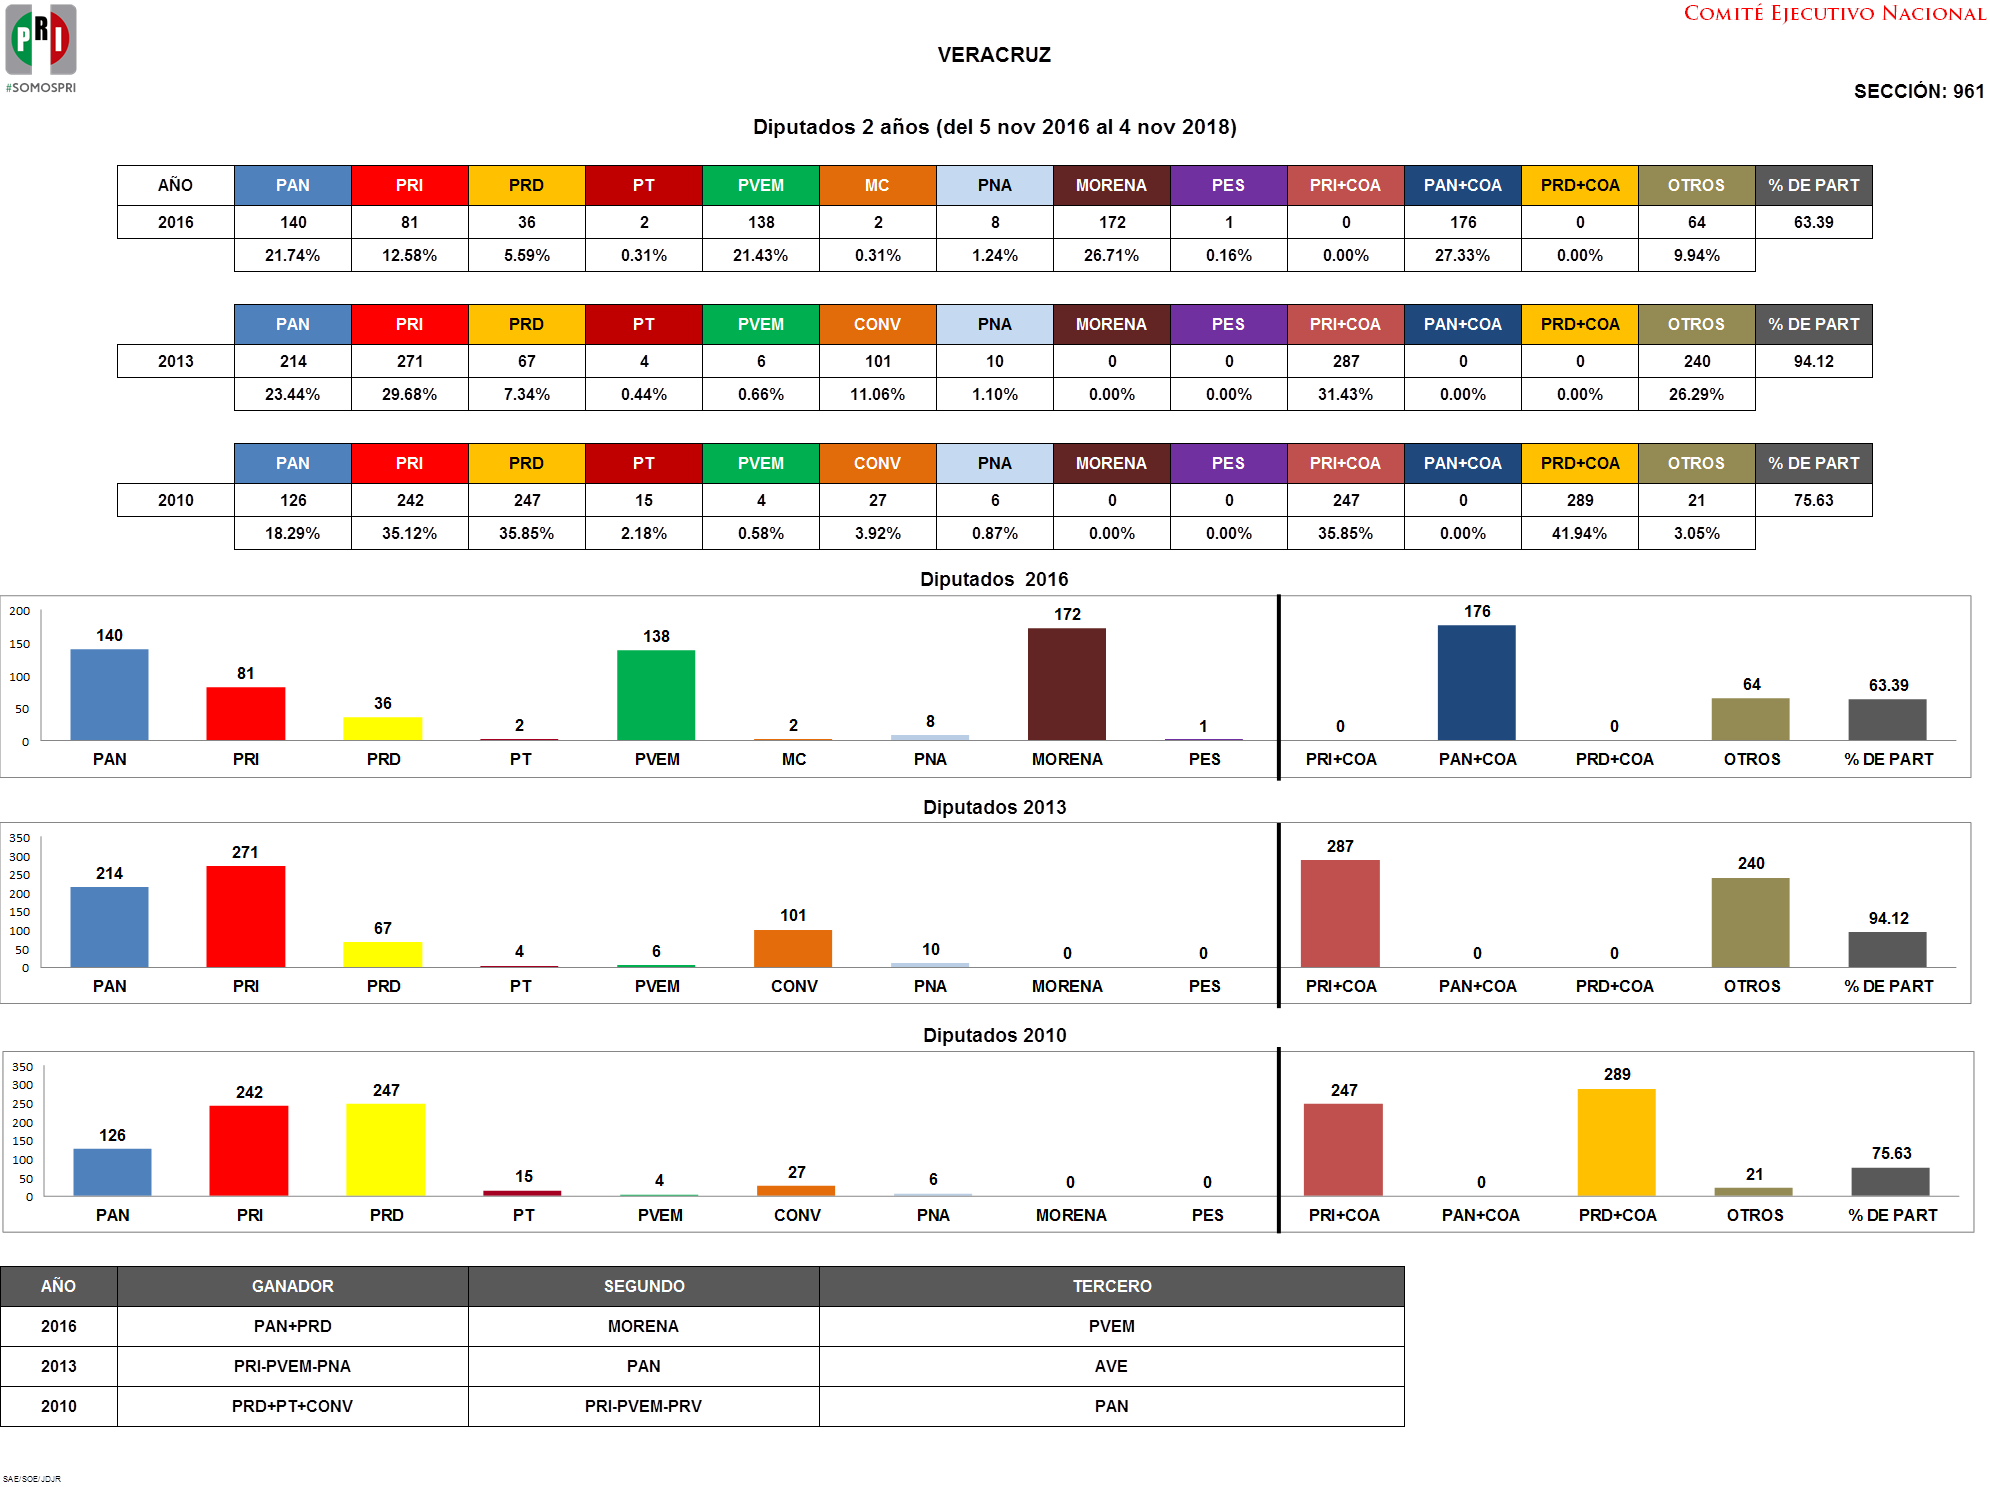 PRI
#SOMOSPRI
COMITÉ EJECUTIVO NACIONAL
VERACRUZ
SECCIÓN: 961
Diputados 2 años (del 5 nov 2016 al 4 nov 2018)
AÑO PAN PRI PRD PT PVEM MC PNA MORENA PES PRI+COA PAN+COA PRD+COA OTROS % DE PART
2016 140 81 36 2 138 2 8 172 1 0 176 0 64 63.39
21.74% 12.58% 5.59% 0.31% 21.43% 0.31% 1.24% 26.71% 0.16% 0.00% 27.33% 0.00% 9.94%
PAN PRI PRD PT PVEM CONV PNA MORENA PES PRI+COA PAN+COA PRD+COA OTROS % DE PART
2013 214 271 67 4 6 101 10 0 0 287 0 0 240 94.12
23.44% 29.68% 7.34% 0.44% 0.66% 11.06% 1.10% 0.00% 0.00% 31.43% 0.00% 0.00% 26.29%
PAN PRI PRD PT PVEM CONV PNA MORENA PES PRI+COA PAN+COA PRD+COA OTROS % DE PART
2010 126 242 247 15 4 27 6 0 0 247 0 289 21 75.63
18.29% 35.12% 35.85% 2.18% 0.58% 3.92% 0.87% 0.00% 0.00% 35.85% 0.00% 41.94% 3.05%
Diputados 2016
200
150
100
50
0
140 81 36 2 138 2 8 172 1 0 176 0 64 63.39
PAN PRI PRD PT PVEM MC PNA MORENA PES PRI+COA PAN+COA PRD+COA OTROS % DE PART
Diputados 2013
350
300
250
200
150
100
50
0
214 271 67 4 6 101 10 0 0 287 0 0 240 94.12
PAN PRI PRD PT PVEM CONV PNA MORENA PES PRI+COA PAN+COA PRD+COA OTROS % DE PART
Diputados 2010
350
300
250
200
150
100
50
0
126 242 247 15 4 27 6 0 0 247 0 289 21 75.63
PAN PRI PRD PT PVEM CONV PNA MORENA PES PRI+COA PAN+COA PRD+COA OTROS % DE PART
AÑO GANADOR SEGUNDO TERCERO
2016 PAN+PRD MORENA PVEM
2013 PRI-PVEM-PNA PAN AVE
2010 PRD+PT+CONV PRI-PVEM-PRV PAN
SAE/SOE/JDJR